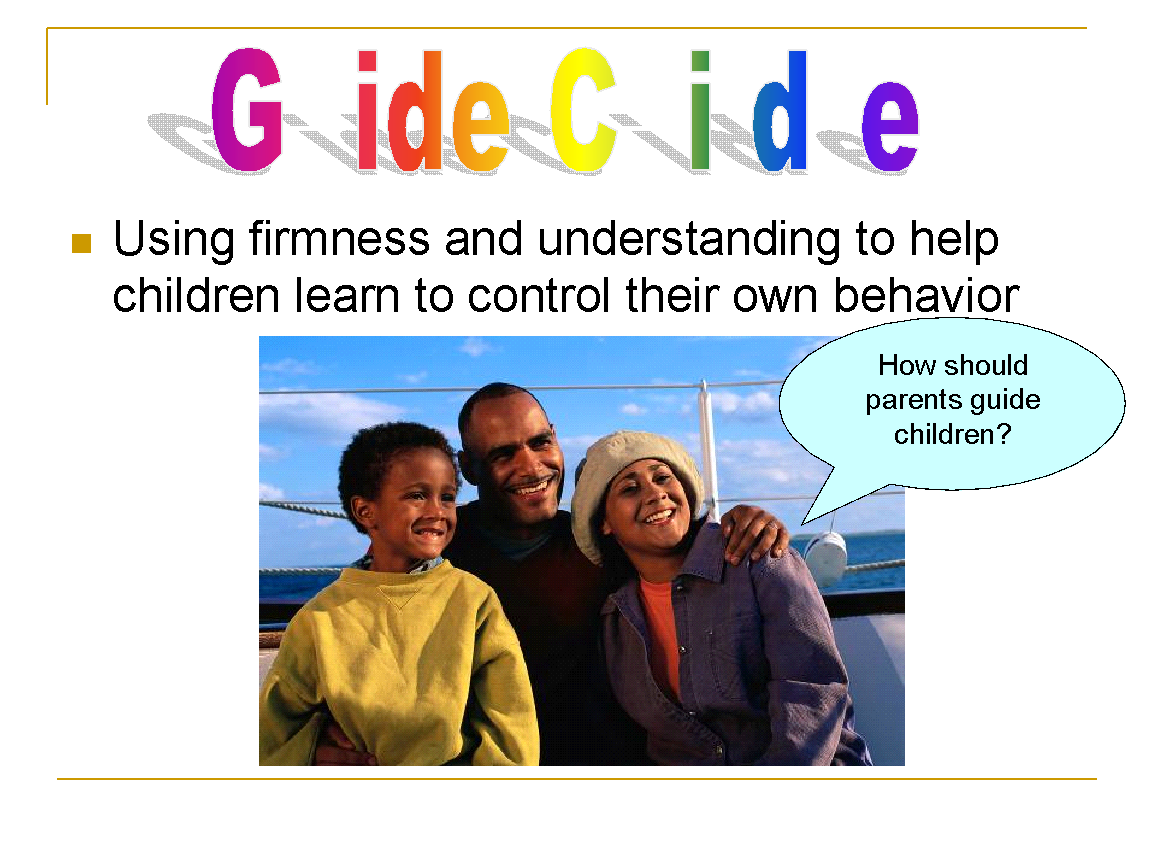 G ide C i d e
Using firmness and understanding to help
children learn to control their own behavior
How should
parents guide
children?